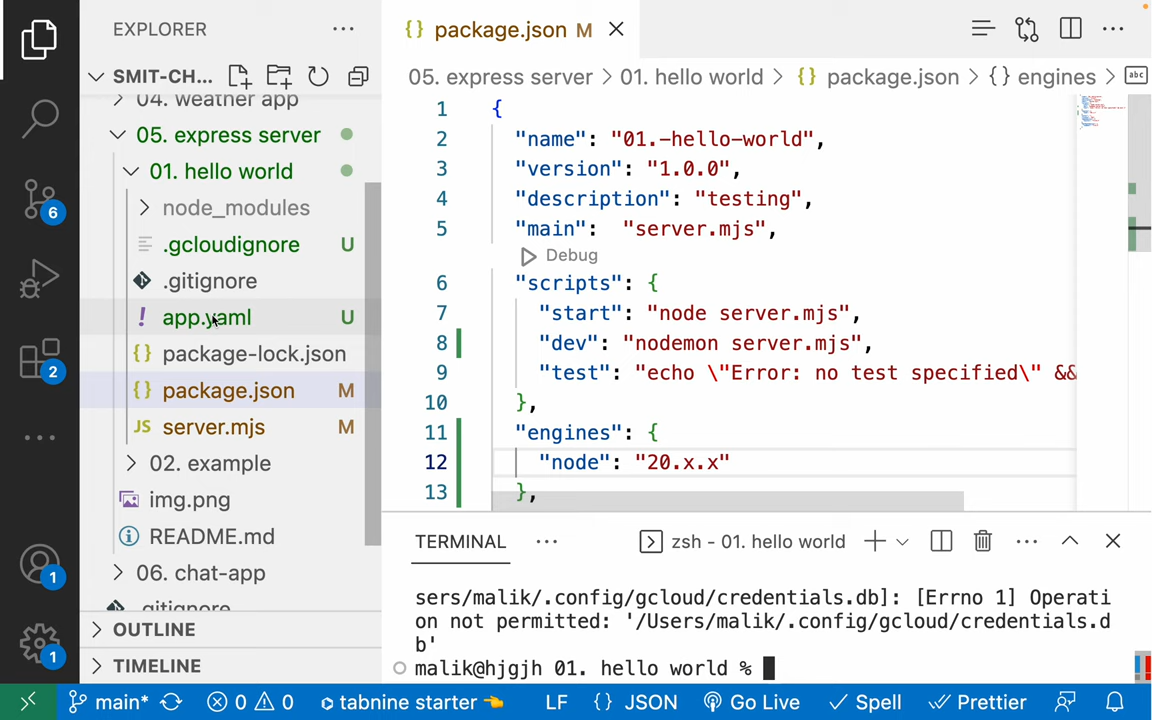 EXPLORER
SMIT-CH...
04. weather app
05. express server
01. hello world
node_modules
.gcloudignore U
.gitignore
app.yaml U
package-lock.json
package.json M
JS server.mjs M
02. example
img.png
README.md
06. chat-app
.gitignore
OUTLINE
TIMELINE
6
2
1
1
{} package.json M
05. express server > 01. hello world > {} package.json > {} engines > abc
1 {
2 "name": "01.-hello-world",
3 "version": "1.0.0",
4 "description": "testing",
5 "main":  "server.mjs",
Debug
6 "scripts": {
7 "start": "node server.mjs",
8 "dev": "nodemon server.mjs",
9 "test": "echo \"Error: no test specified\" &&
10 },
11 "engines": {
12 "node": "20.x.x"
13 },
TERMINAL
zsh - 01. hello world
sers/malik/.config/gcloud/credentials.db]: [Errno 1] Operati
on not permitted: '/Users/malik/.config/gcloud/credentials.d
b'
malik@hjgjh 01. hello world %
main* 0 0 tabnine starter 👈 LF {} JSON Go Live Spell Prettier